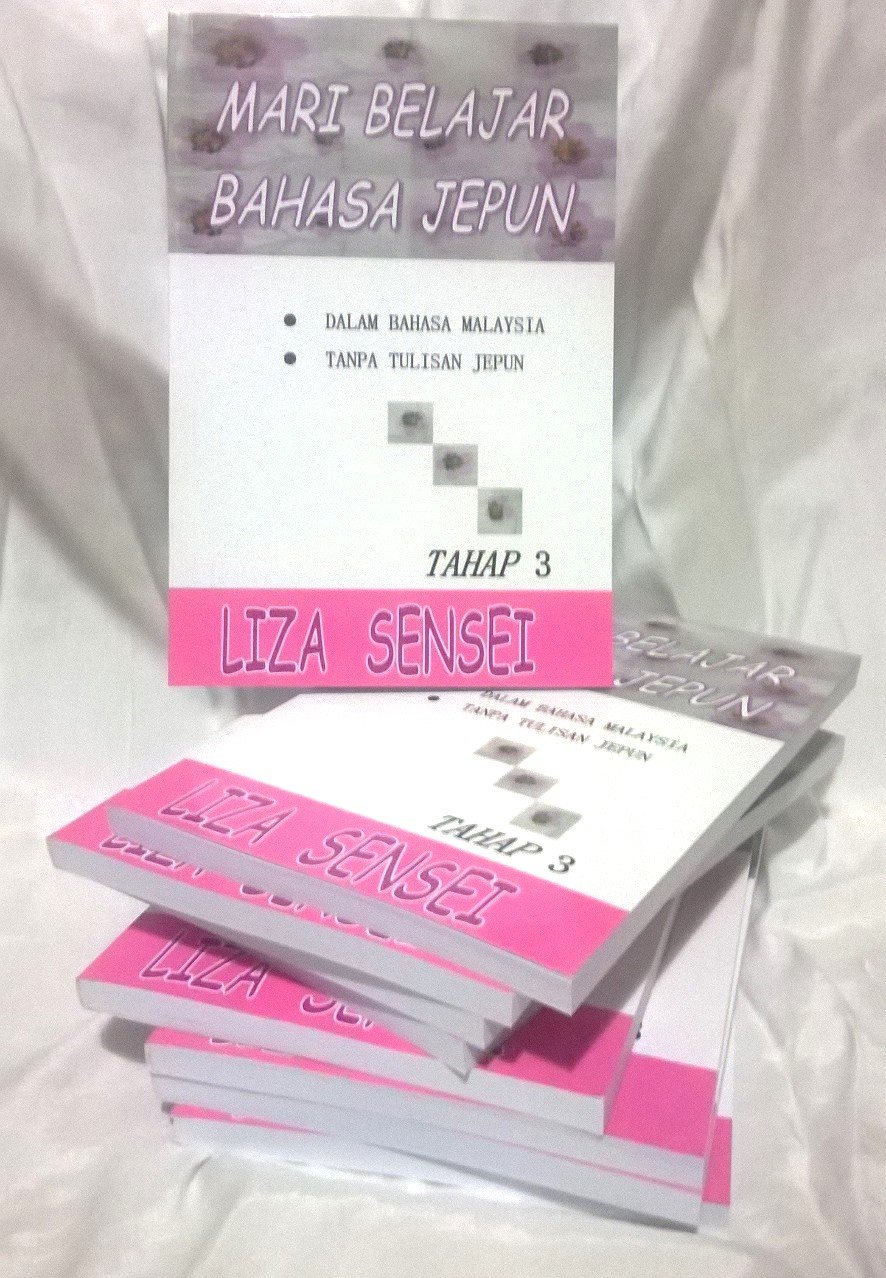 MARI BELAJAR
BAHASA JEPUN
DALAM BAHASA MALAYSIA
TANPA TULISAN JEPUN
TAHAP 3
LIZA SENSEI
BELAJAR
JEPUN
DALAM BAHASA MALAYSIA
TANPA TULISAN JEPUN
TAHAP 3
LIZA SENSEI
LIZA